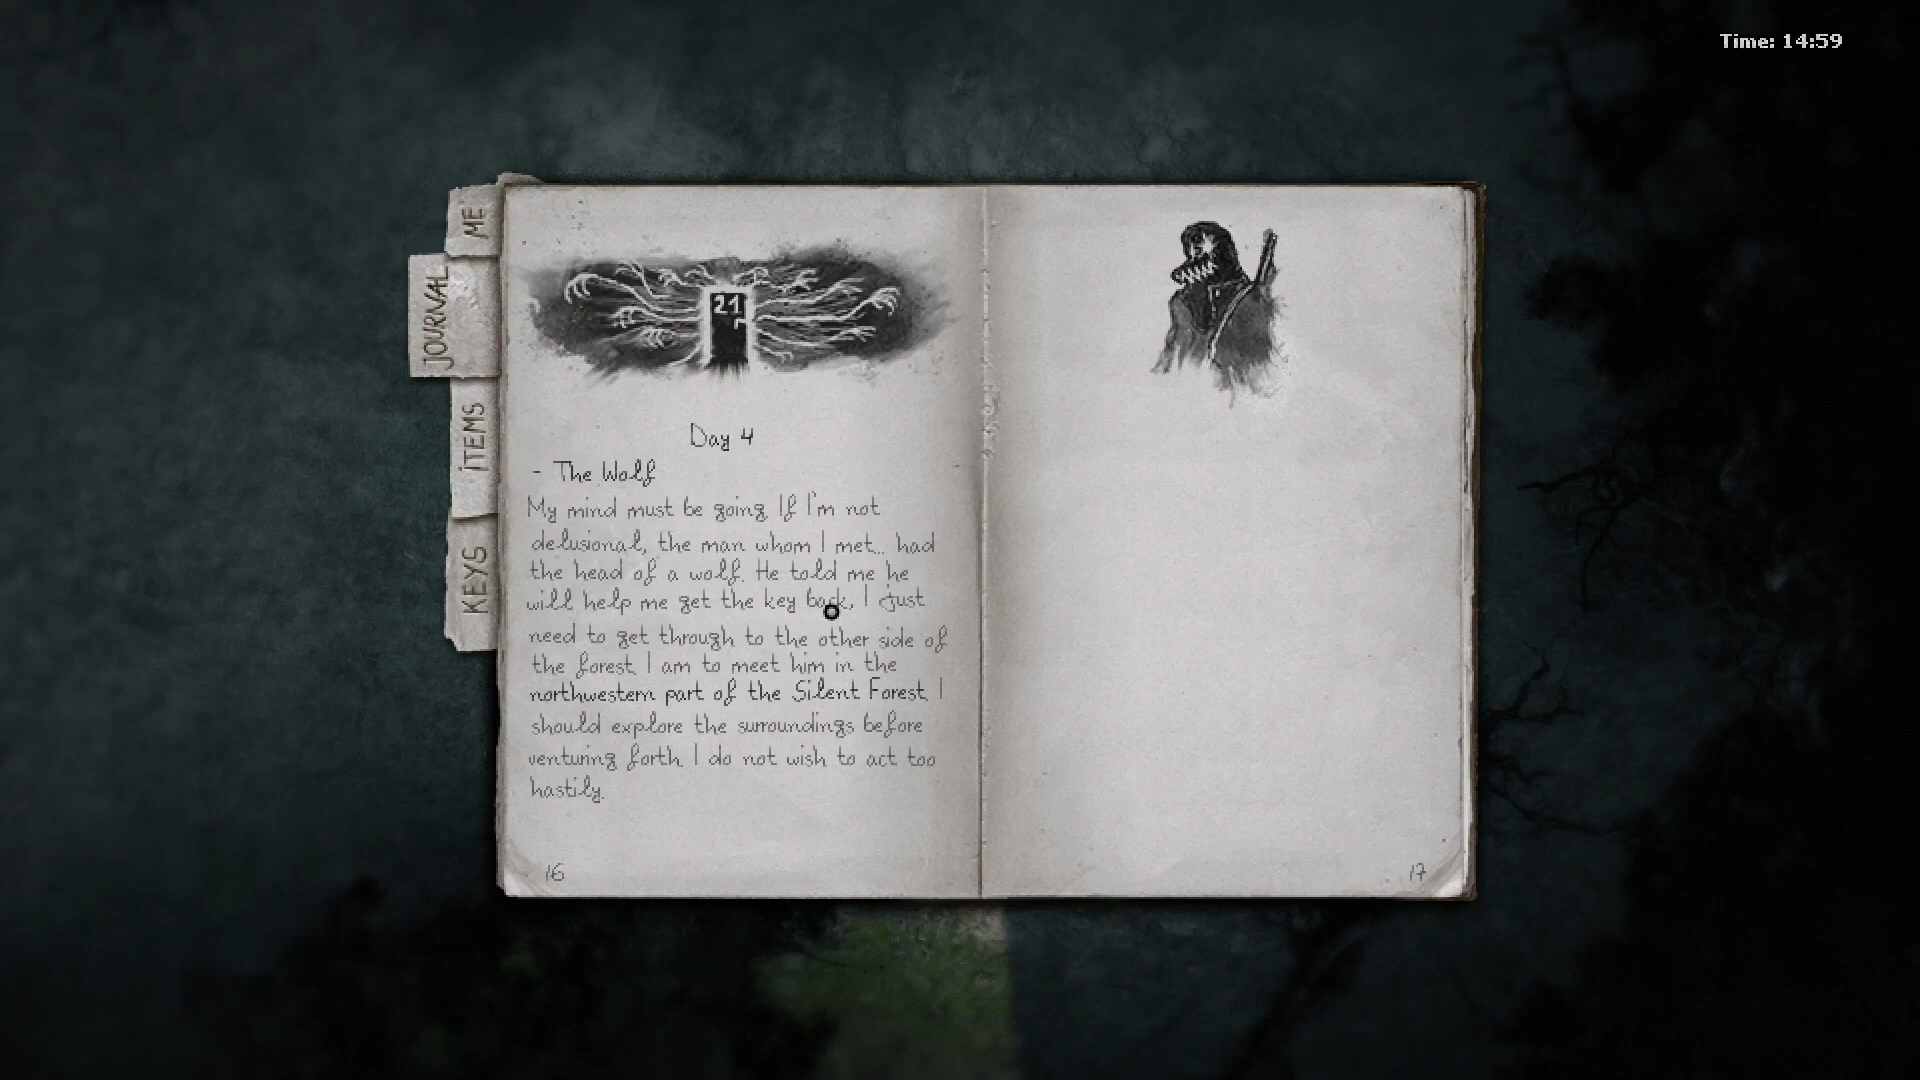 Time: 14:59
ME
JOURNAL
ITEMS
KEYS
21
Day 4
- The Wolf
My mind must be going. If I'm not
delusional, the man whom I met... had
the head of a wolf. He told me he
will help me get the key back, I just
need to get through to the other side of
the forest. I am to meet him in the
northwestern part of the Silent Forest. I
should explore the surroundings before
venturing forth. I do not wish to act too
hastily.
16
17